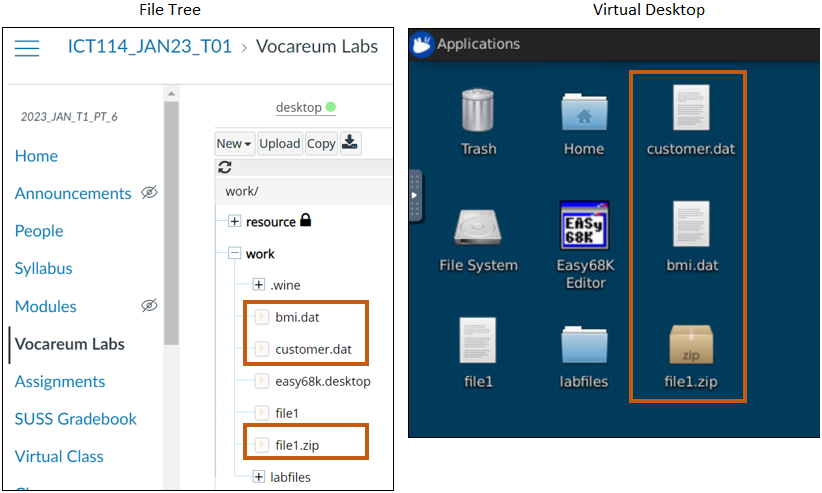 File Tree
Virtual Desktop
ICT114_JAN23_T01 > Vocareum Labs
2023_JAN_T1_PT_6
Home
Announcements
People
Syllabus
Modules
Vocareum Labs
Assignments
SUSS Gradebook
Virtual Class
desktop
New Upload Copy
work/
resource
work
.wine
bmi.dat
customer.dat
easy68k.desktop
file1
file1.zip
labfiles
Applications
Trash
Home
customer.dat
File System
EASy
68K
Easy68K
Editor
bmi.dat
file1
labfiles
zip
file1.zip